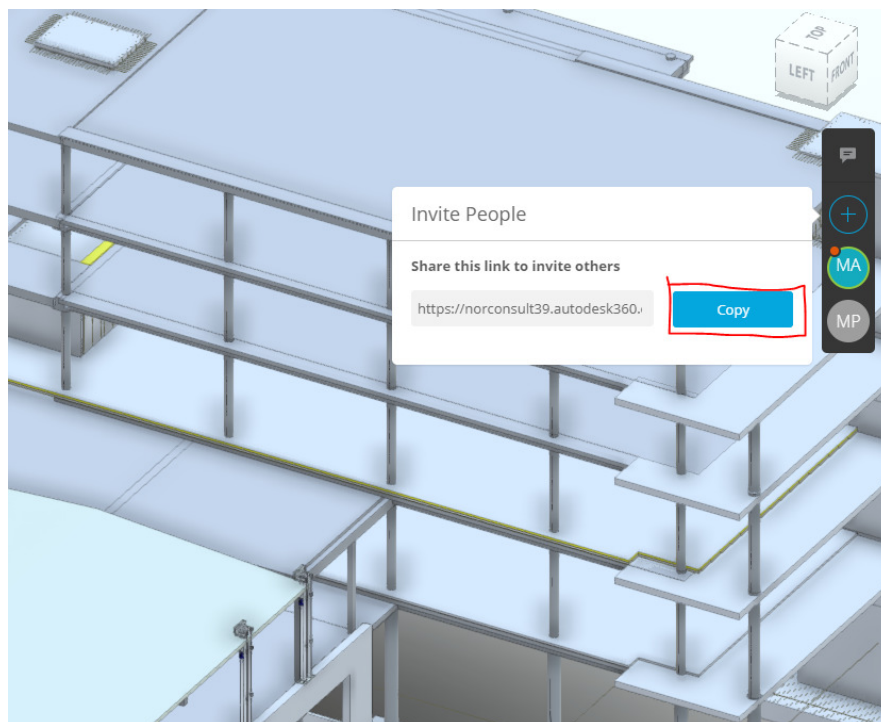 TOP
LEFT
FRONT
Invite People
Share this link to invite others
https://norconsult39.autodesk360.
Copy
MA
MP